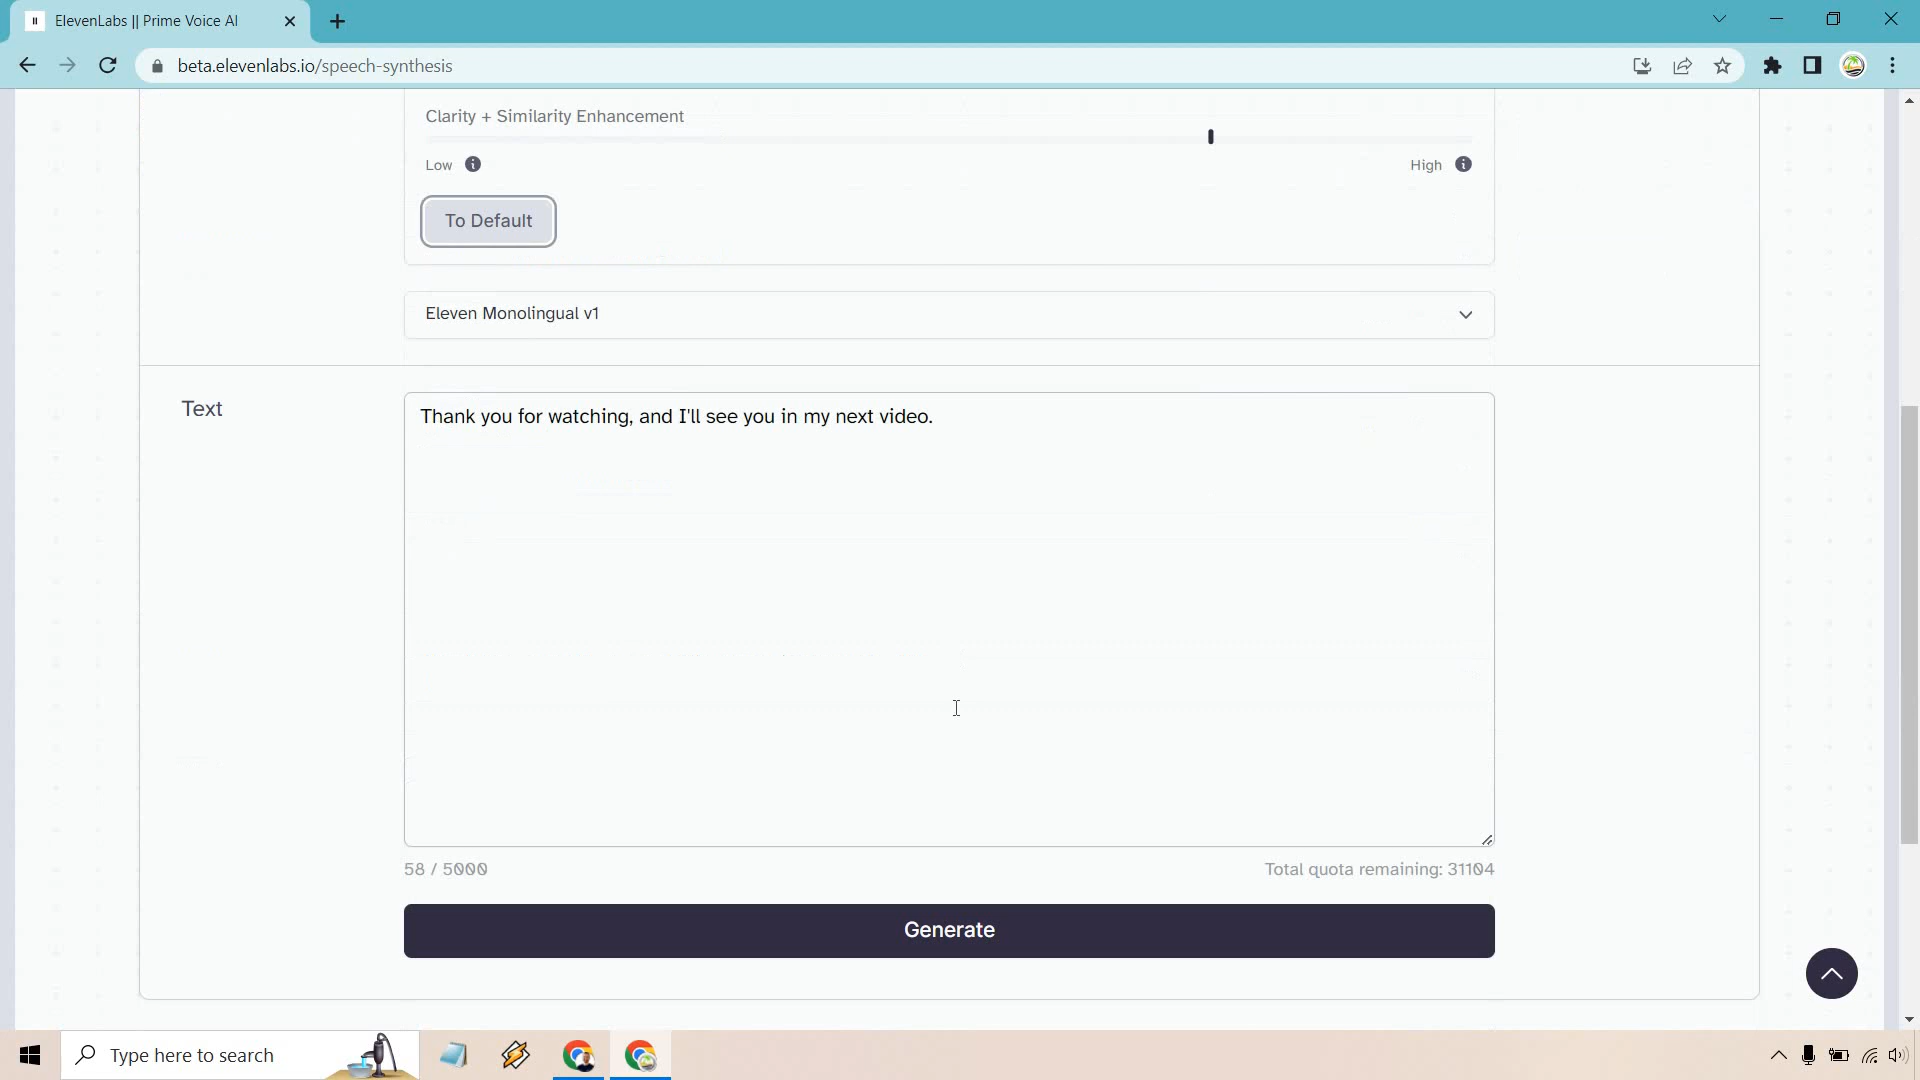 ElevenLabs || Prime Voice AI
beta.elevenlabs.io/speech-synthesis
Clarity + Similarity Enhancement
Low
High
To Default
Eleven Monolingual v1
Text
Thank you for watching, and I'll see you in my next video.
58 / 5000
Total quota remaining: 31104
Generate
Type here to search